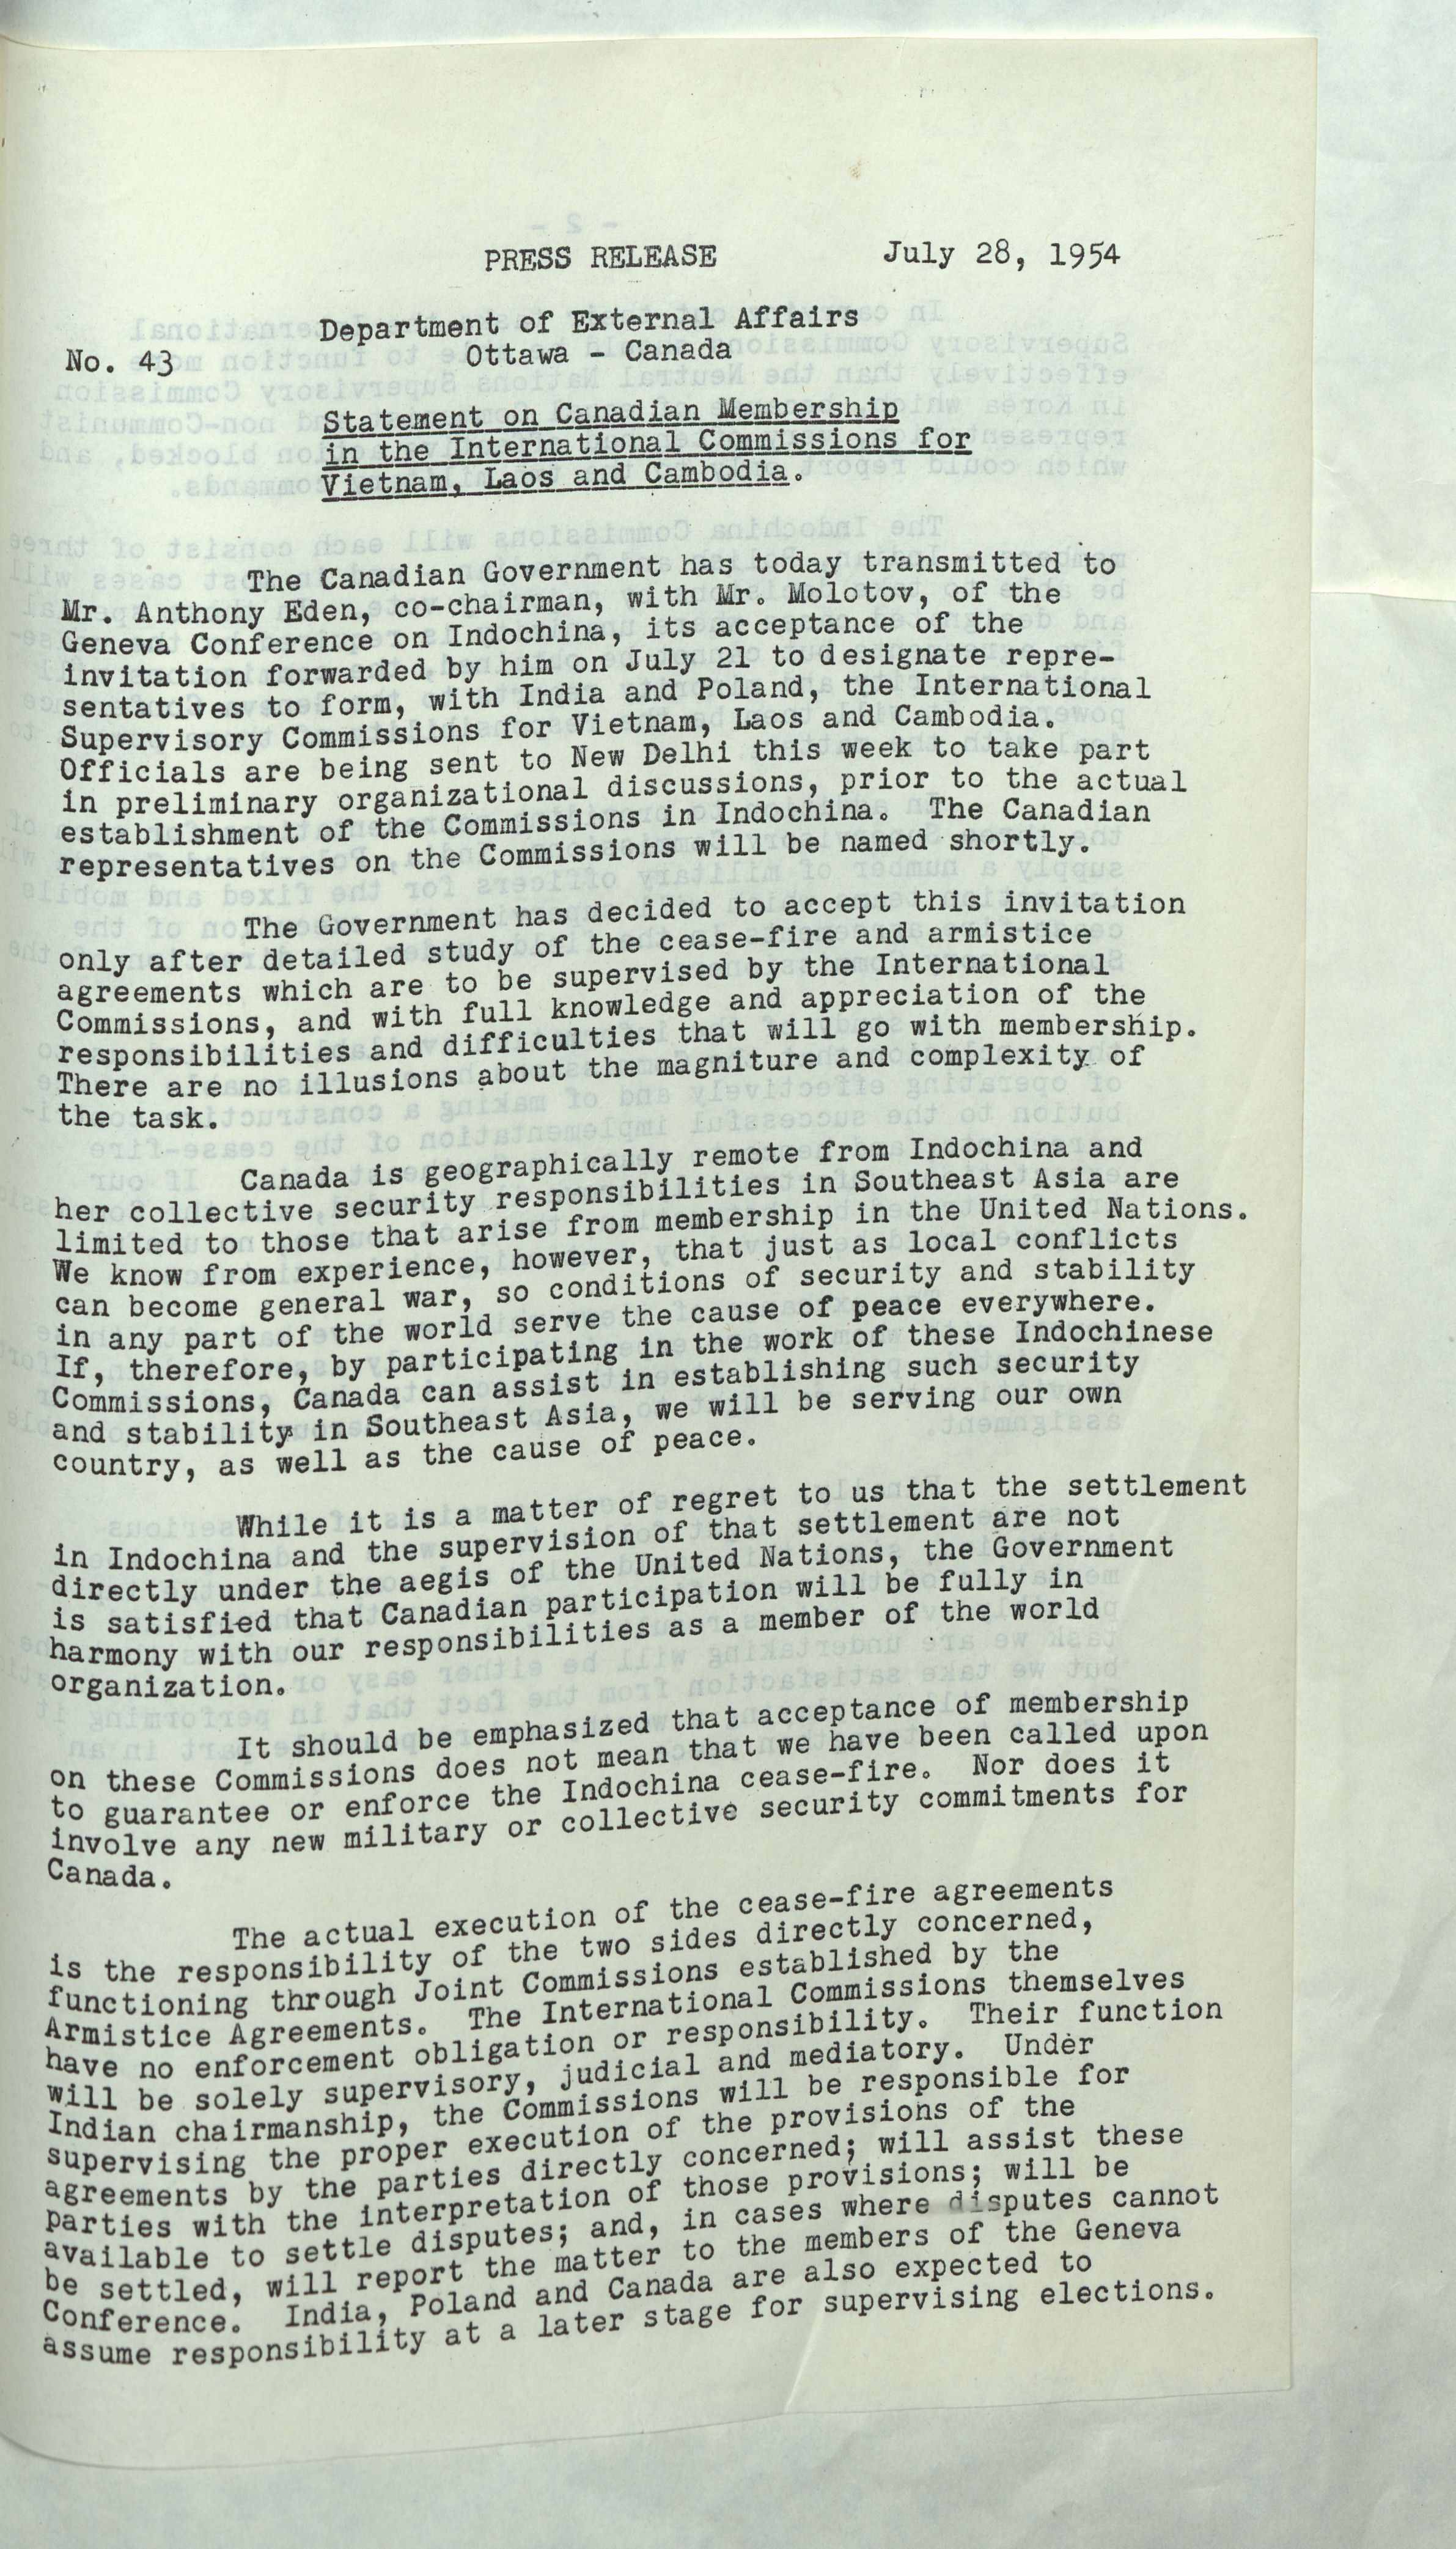 PRESS RELEASE July 28, 1954
Department of External Affairs
No. 43 Ottawa - Canada
Statement on Canadian Membership
in the International Commissions for
Vietnam, Laos and Cambodia.
The Canadian Government has today transmitted to
Mr. Anthony Eden, co-chairman, with Mr. Molotov, of the
Geneva Conference on Indochina, its acceptance of the
invitation forwarded by him on July 21 to designate repre-
sentatives to form, with India and Poland, the International
Supervisory Commissions for Vietnam, Laos and Cambodia.
Officials are being sent to New Delhi this week to take part
in preliminary organizational discussions, prior to the actual
establishment of the Commissions in Indochina. The Canadian
representatives on the Commissions will be named shortly.
The Government has decided to accept this invitation
only after detailed study of the cease-fire and armistice
agreements which are to be supervised by the International
Commissions, and with full knowledge and appreciation of the
responsibilities and difficulties that will go with membership.
There are no illusions about the magniture and complexity of
the task.
Canada is geographically remote from Indochina and
her collective security responsibilities in Southeast Asia are
limited to those that arise from membership in the United Nations.
We know from experience, however, that just as local conflicts
can become general war, so conditions of security and stability
in any part of the world serve the cause of peace everywhere.
If, therefore, by participating in the work of these Indochinese
Commissions, Canada can assist in establishing such security
and stability in Southeast Asia, we will be serving our own
country, as well as the cause of peace.
While it is a matter of regret to us that the settlement
in Indochina and the supervision of that settlement are not
directly under the aegis of the United Nations, the Government
is satisfied that Canadian participation will be fully in
harmony with our responsibilities as a member of the world
organization.
It should be emphasized that acceptance of membership
on these Commissions does not mean that we have been called upon
to guarantee or enforce the Indochina cease-fire. Nor does it
involve any new military or collective security commitments for
Canada.
The actual execution of the cease-fire agreements
is the responsibility of the two sides directly concerned,
functioning through Joint Commissions established by the
Armistice Agreements. The International Commissions themselves
have no enforcement obligation or responsibility. Their function
will be solely supervisory, judicial and mediatory. Under
Indian chairmanship, the Commissions will be responsible for
supervising the proper execution of the provisions of the
agreements by the parties directly concerned; will assist these
parties with the interpretation of those provisions; will be
available to settle disputes; and, in cases where disputes cannot
be settled, will report the matter to the members of the Geneva
Conference. India, Poland and Canada are also expected to
assume responsibility at a later stage for supervising elections.